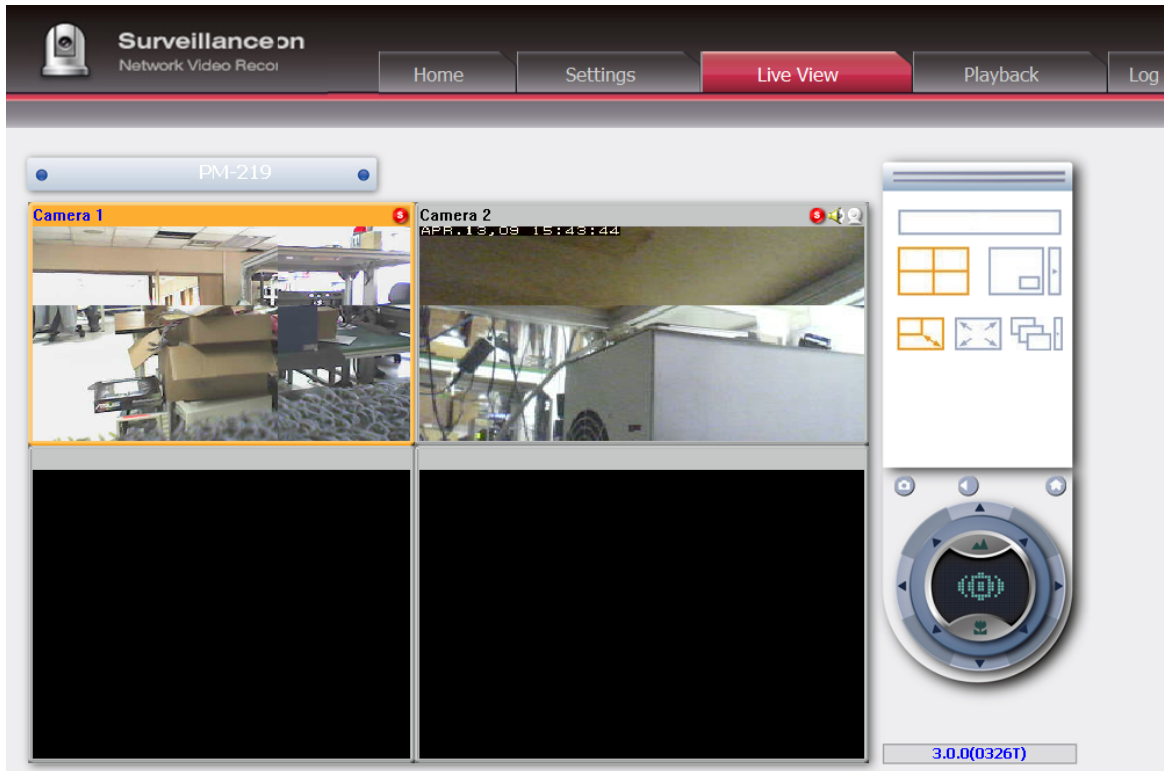 Surveillanceon
Network Video Recor
Home
Settings
Live View
Playback
Log
PM-219
Camera 1
S
Camera 2
S
APR.13,09 15:43:44
3.0.0(0326T)